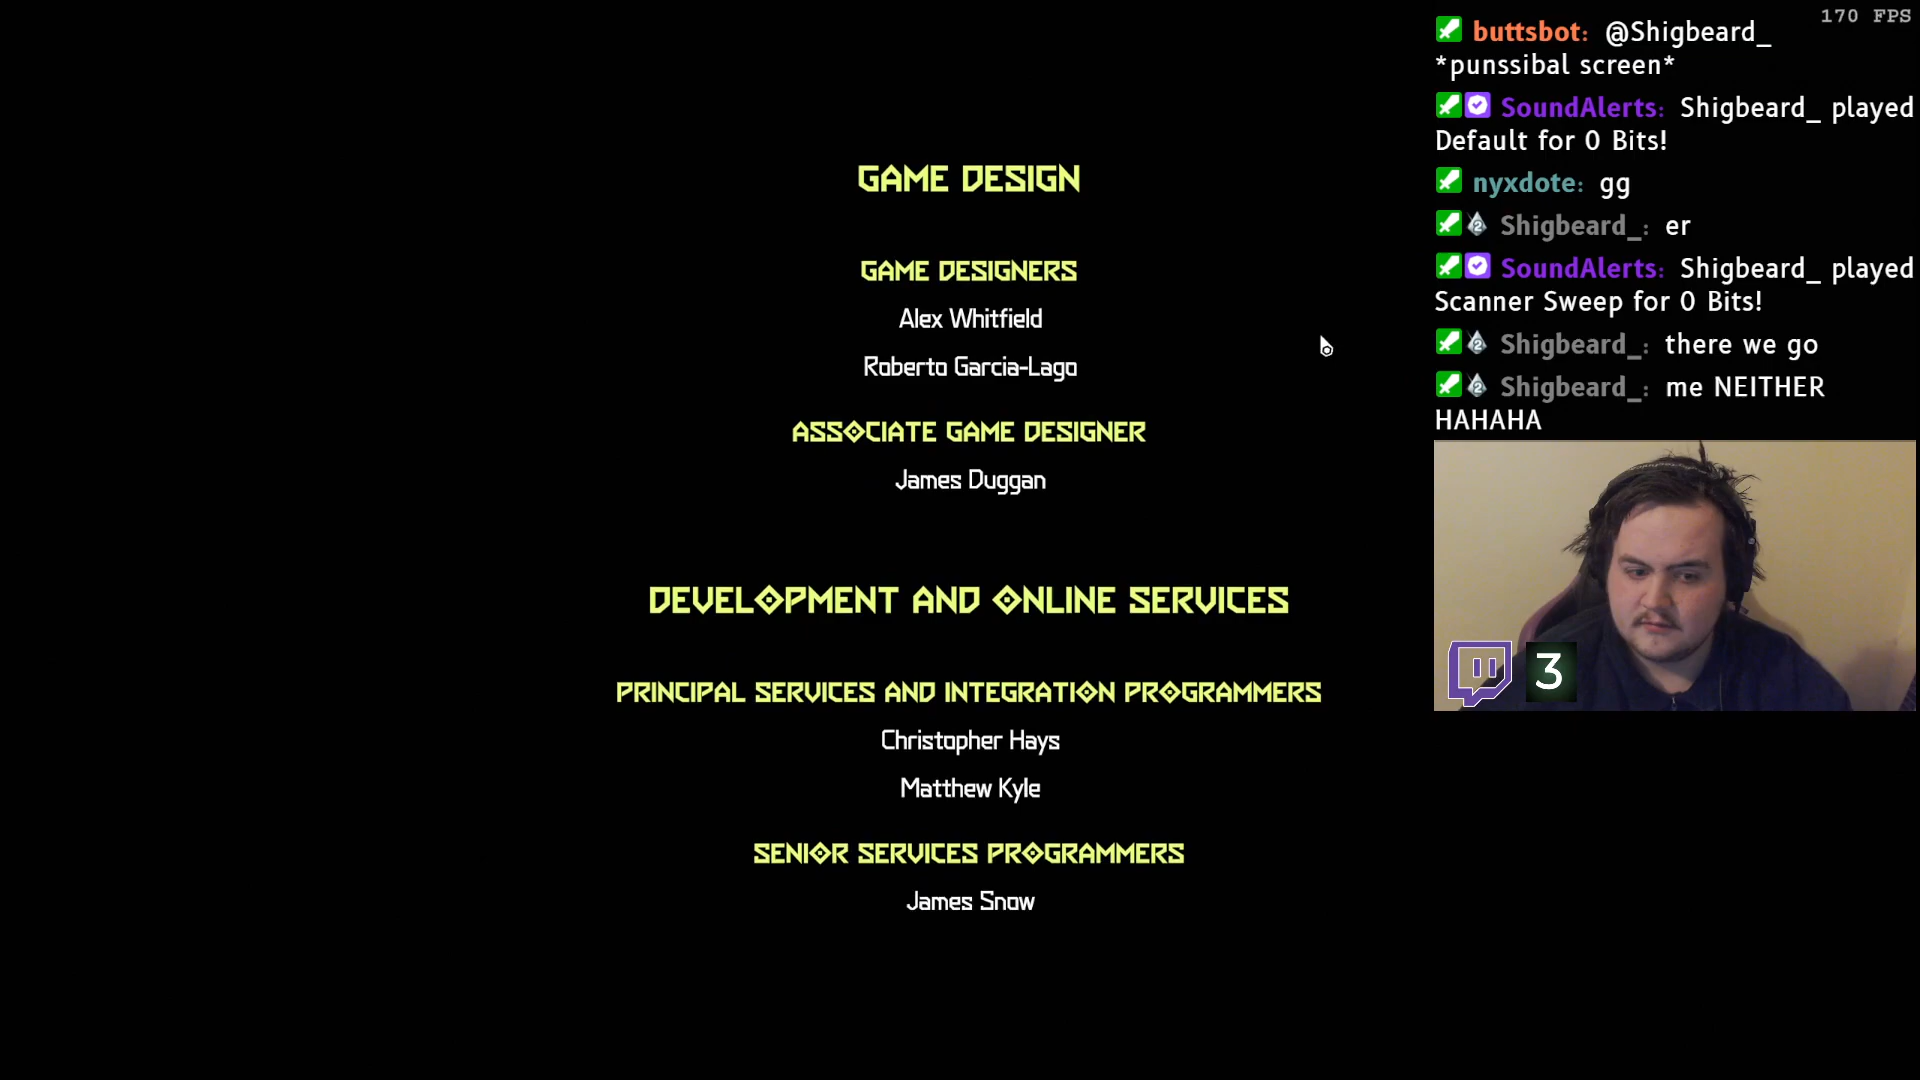 GAME DESIGN
GAME DESIGNERS
Alex Whitfield
Roberto Garcia-Lago
ASSOCIATE GAME DESIGNER
James Duggan
DEVELOPMENT AND ONLINE SERVICES
PRINCIPAL SERVICES AND INTEGRATION PROGRAMMERS
Christopher Hays
Matthew Kyle
SENIOR SERVICES PROGRAMMERS
James Snow
170 FPS
buttsbot: @Shigbeard_
*punssibal screen*
SoundAlerts: Shigbeard_ played
Default for 0 Bits!
nyxdote: gg
2 Shigbeard_: er
SoundAlerts: Shigbeard_ played
Scanner Sweep for 0 Bits!
2 Shigbeard_: there we go
2 Shigbeard_: me NEITHER
HAHAHA
3